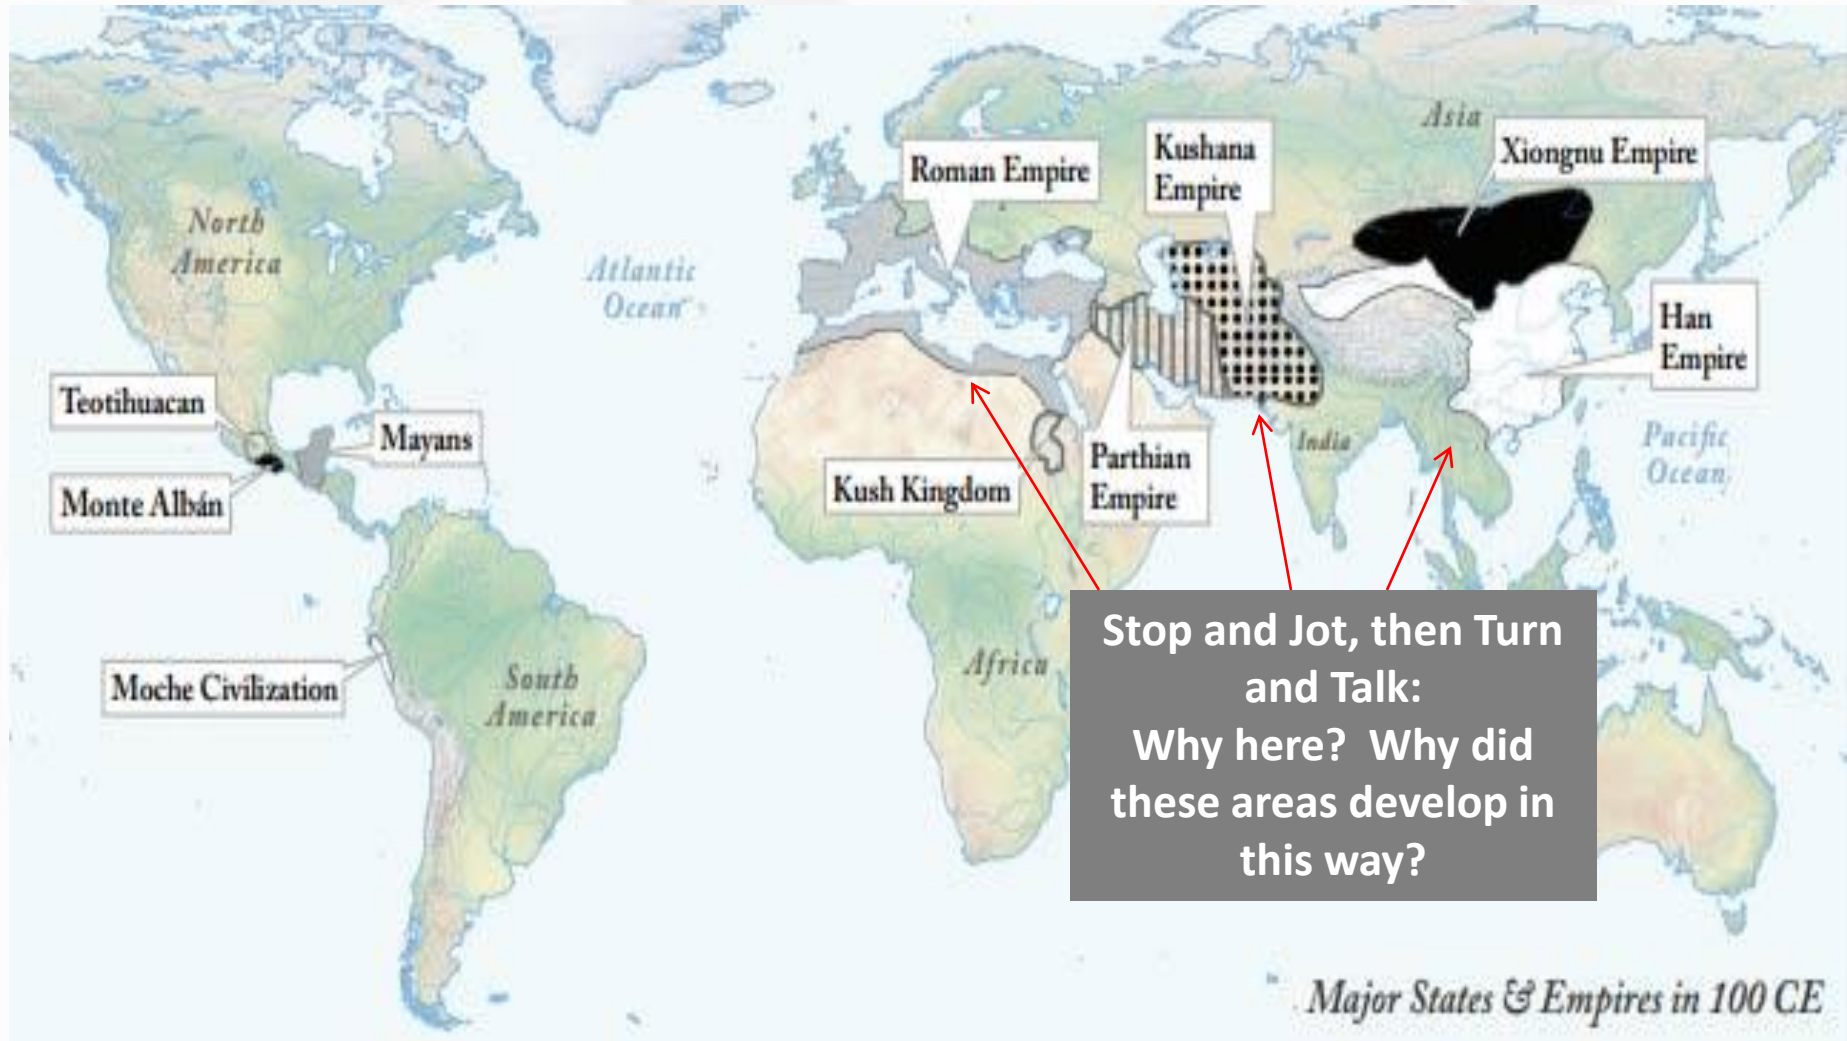 Asia
Kushana
Empire
Xiongnu Empire
Roman Empire
North
America
Atlantic
Ocean
Han
Empire
Teotihuacan
Mayans
India
Pacific
Ocean
Parthian
Empire
Kush Kingdom
Monte Albán
Stop and Jot, then Turn
and Talk:
Why here? Why did
these areas develop in
this way?
Africa
Moche Civilization
South
America
Major States & Empires in 100 CE